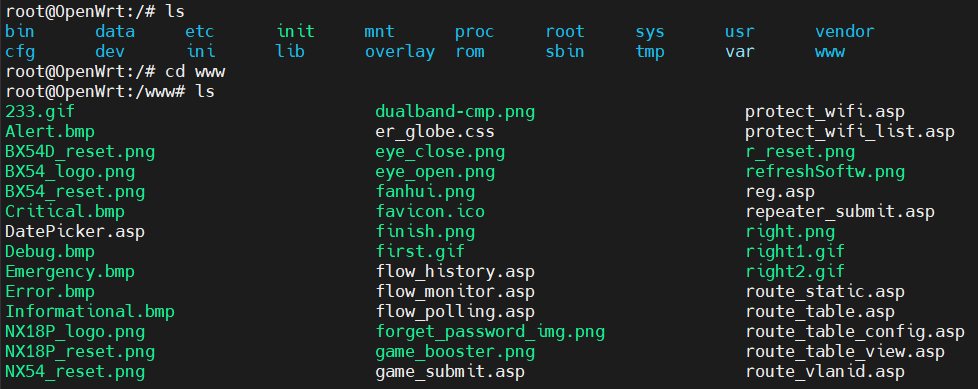 root@OpenWrt:/# ls
bin data etc init mnt proc root sys usr vendor
cfg dev ini lib overlay rom sbin tmp var www
root@OpenWrt:/# cd www
root@OpenWrt:/www# ls
233.gif dualband-cmp.png protect_wifi.asp
Alert.bmp er_globe.css protect_wifi_list.asp
BX54D_reset.png eye_close.png r_reset.png
BX54_logo.png eye_open.png refreshSoftw.png
BX54_reset.png fanhui.png reg.asp
Critical.bmp favicon.ico repeater_submit.asp
DatePicker.asp finish.png right.png
Debug.bmp first.gif right1.gif
Emergency.bmp flow_history.asp right2.gif
Error.bmp flow_monitor.asp route_static.asp
Informational.bmp flow_polling.asp route_table.asp
NX18P_logo.png forget_password_img.png route_table_config.asp
NX18P_reset.png game_booster.png route_table_view.asp
NX54_reset.png game_submit.asp route_vlanid.asp